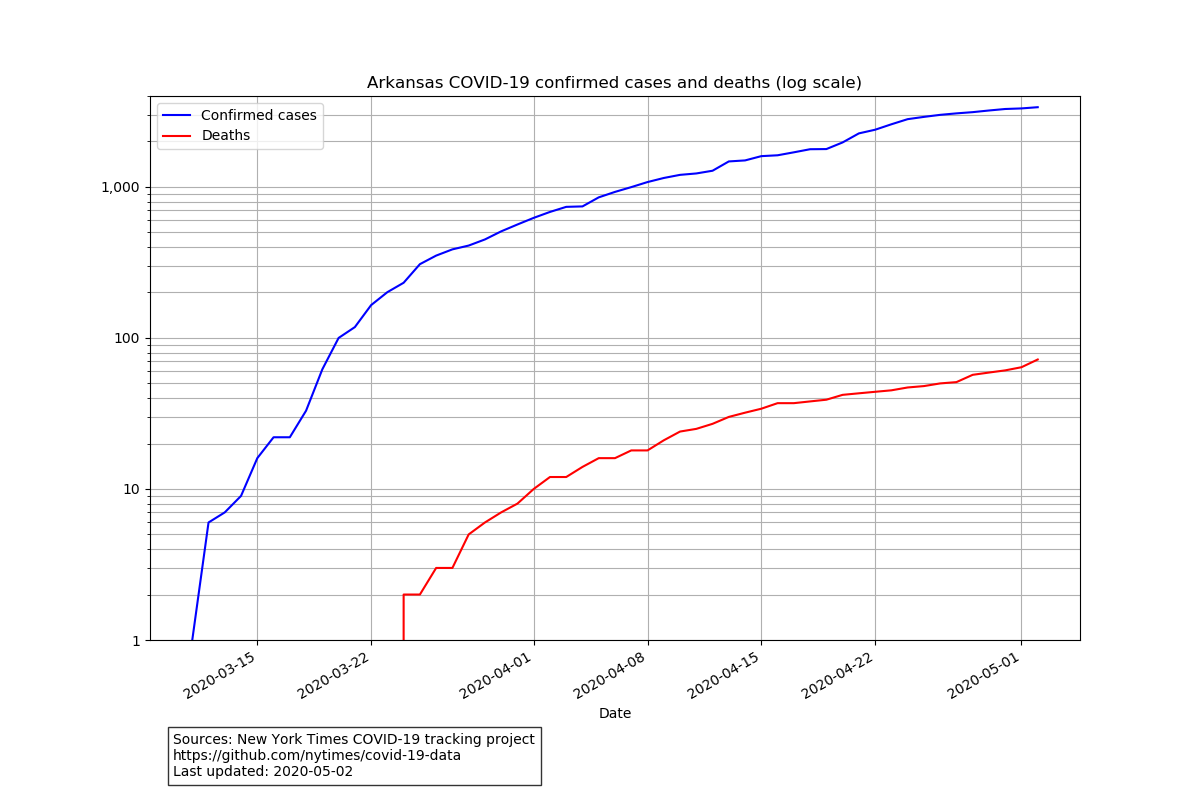 Arkansas COVID-19 confirmed cases and deaths (log scale)
Confirmed cases
Deaths
1,000
100
10
1
2020-03-15
2020-03-22
2020-04-01
2020-04-08
2020-04-15
2020-04-22
2020-05-01
Date
Sources: New York Times COVID-19 tracking project
https://github.com/nytimes/covid-19-data
Last updated: 2020-05-02